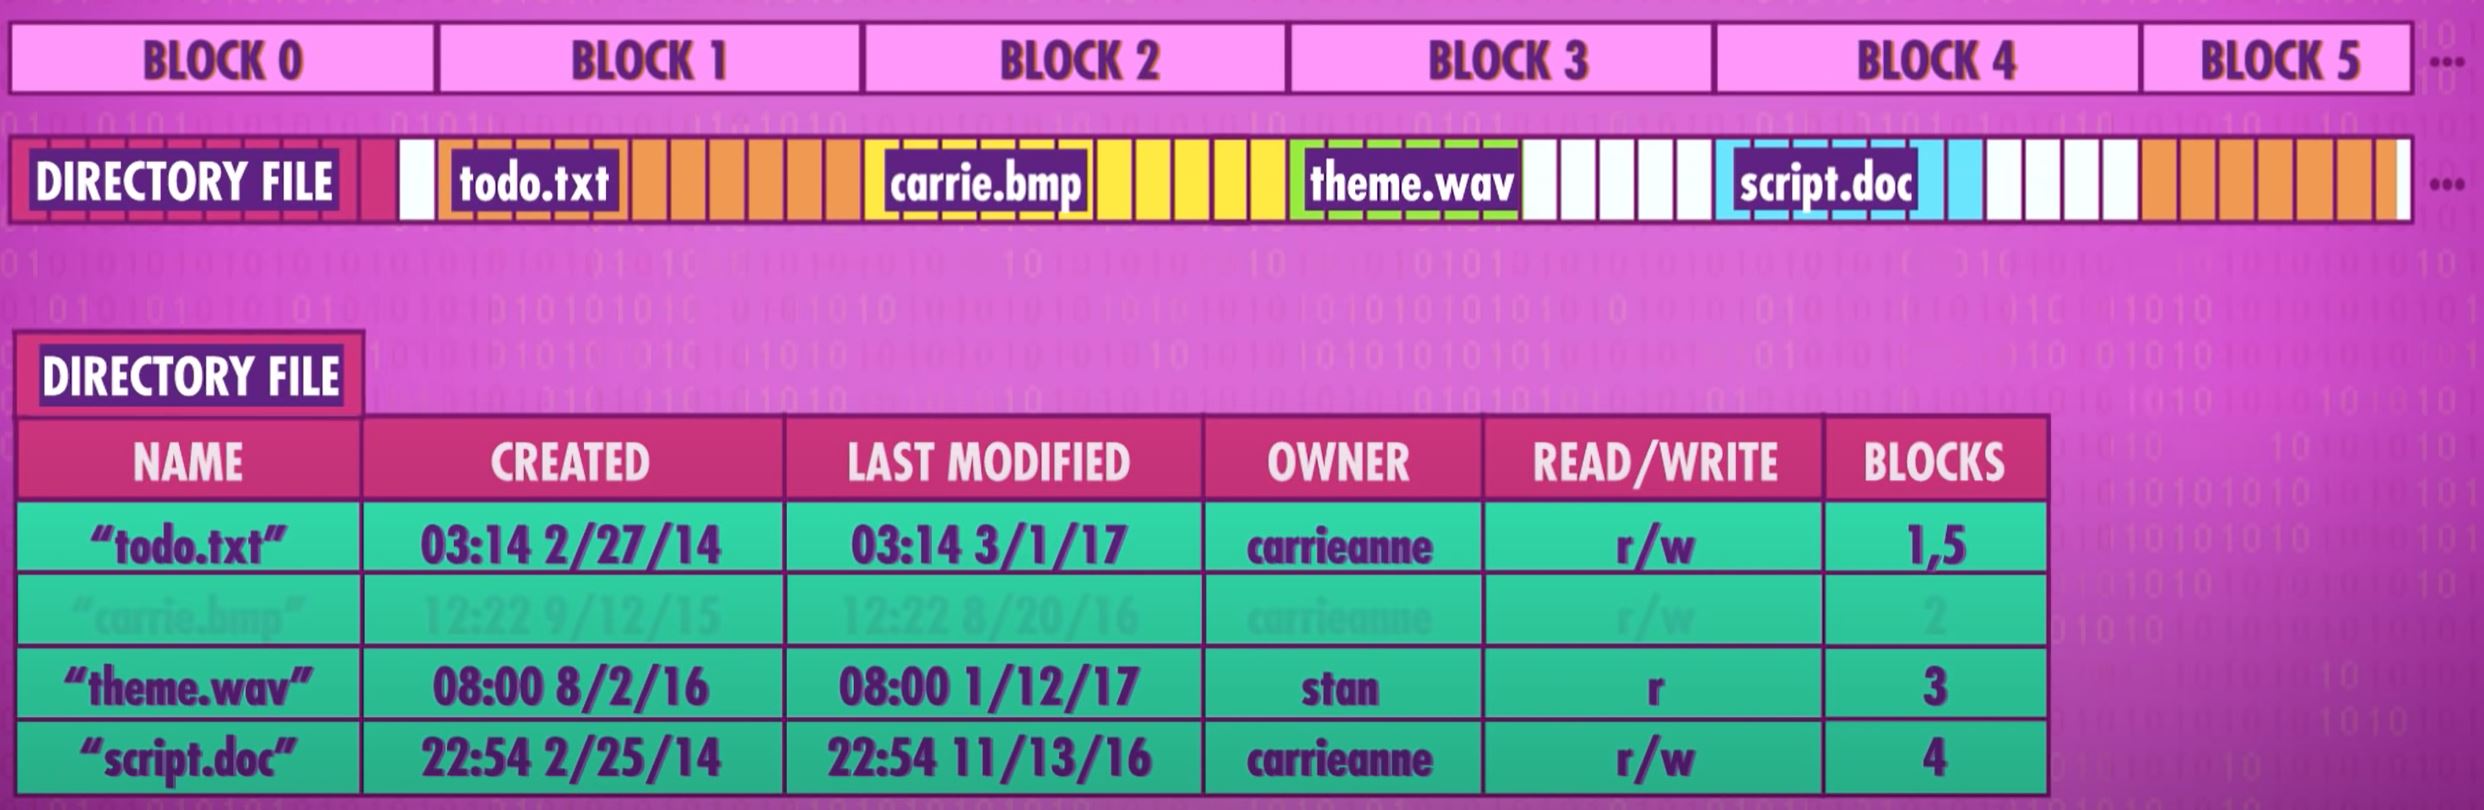 BLOCK 0 BLOCK 1 BLOCK 2 BLOCK 3 BLOCK 4 BLOCK 5 ...
DIRECTORY FILE todo.txt carrie.bmp theme.wav script.doc ...
DIRECTORY FILE
NAME CREATED LAST MODIFIED OWNER READ/WRITE BLOCKS
"todo.txt" 03:14 2/27/14 03:14 3/1/17 carrieanne r/w 1,5
"carrie.bmp" 12:22 9/12/15 12:22 8/20/16 carrieanne r/w 2
"theme.wav" 08:00 8/2/16 08:00 1/12/17 stan r 3
"script.doc" 22:54 2/25/14 22:54 11/13/16 carrieanne r/w 4